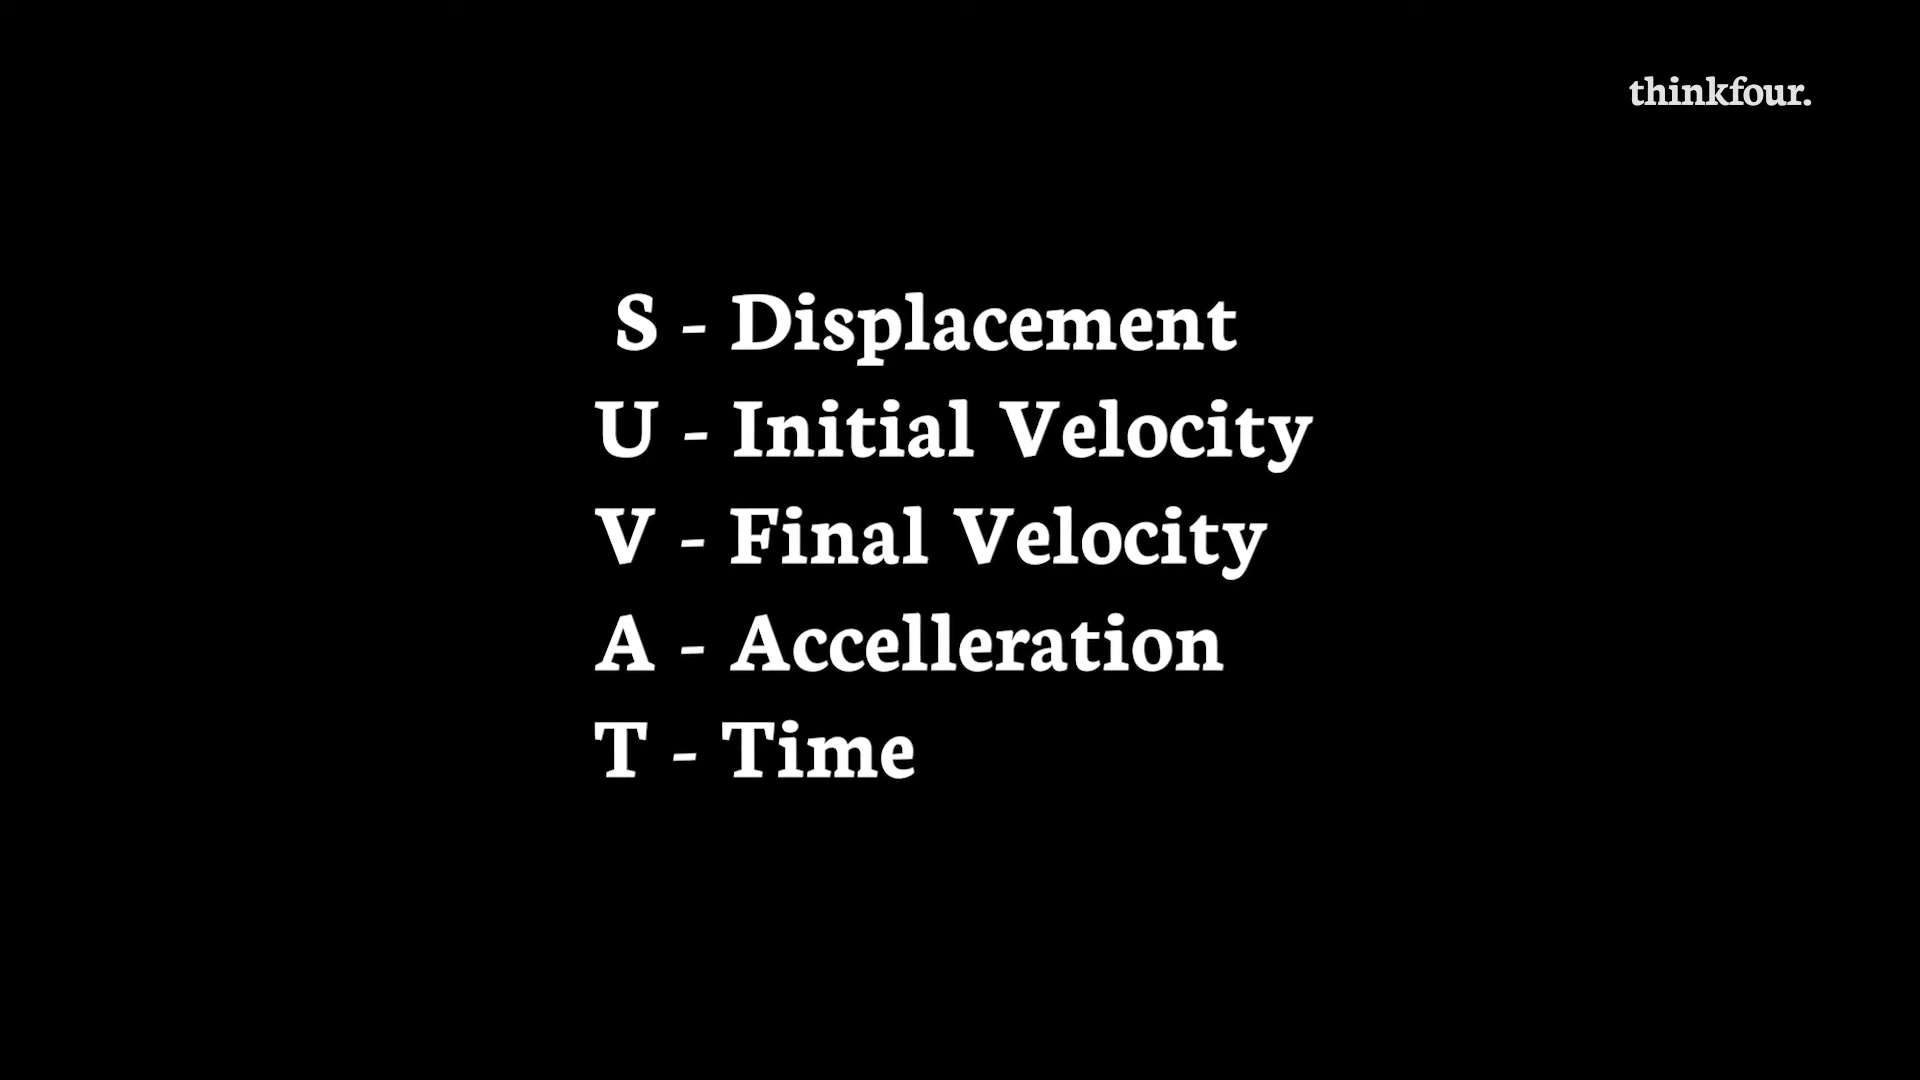 thinkfour.
S - Displacement
U - Initial Velocity
V - Final Velocity
A - Accelleration
T - Time